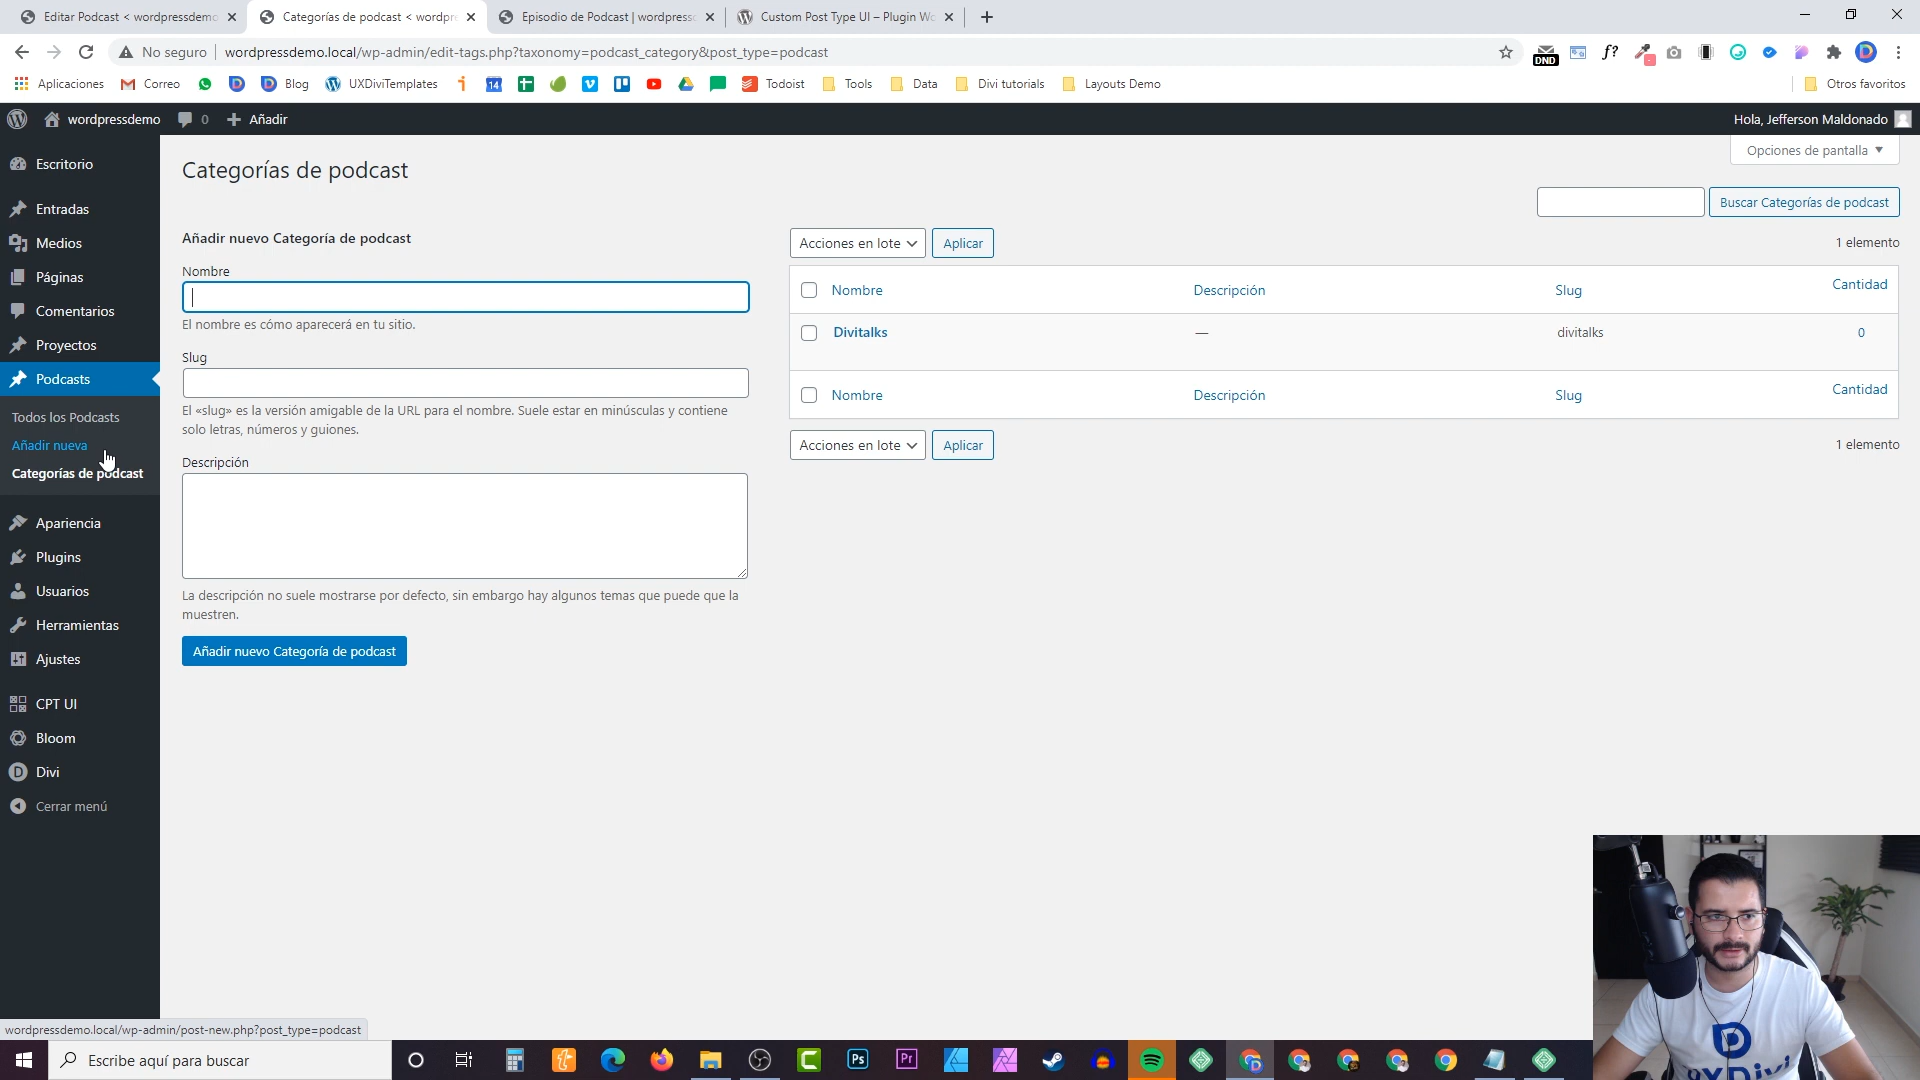 Editar Podcast < wordpressdemo
Categorías de podcast < wordpre
Episodio de Podcast | wordpress
Custom Post Type UI – Plugin Wo
No seguro
wordpressdemo.local/wp-admin/edit-tags.php?taxonomy=podcast_category&post_type=podcast
DND
f?
D
Aplicaciones
Correo
Blog
UXDiviTemplates
14
Todoist
Tools
Data
Divi tutorials
Layouts Demo
Otros favoritos
wordpressdemo
0
Añadir
Hola, Jefferson Maldonado
Escritorio
Entradas
Medios
Páginas
Comentarios
Proyectos
Podcasts
Todos los Podcasts
Añadir nueva
Categorías de podcast
Apariencia
Plugins
Usuarios
Herramientas
Ajustes
CPT UI
Bloom
Divi
Cerrar menú
Categorías de podcast
Opciones de pantalla
Buscar Categorías de podcast
Añadir nuevo Categoría de podcast
Nombre
El nombre es cómo aparecerá en tu sitio.
Slug
El «slug» es la versión amigable de la URL para el nombre. Suele estar en minúsculas y contiene
solo letras, números y guiones.
Descripción
La descripción no suele mostrarse por defecto, sin embargo hay algunos temas que puede que la
muestren.
Añadir nuevo Categoría de podcast
Acciones en lote
Aplicar
1 elemento
Nombre
Descripción
Slug
Cantidad
Divitalks
—
divitalks
0
Nombre
Descripción
Slug
Cantidad
Acciones en lote
Aplicar
1 elemento
wordpressdemo.local/wp-admin/post-new.php?post_type=podcast
Escribe aquí para buscar
Ps
Pr